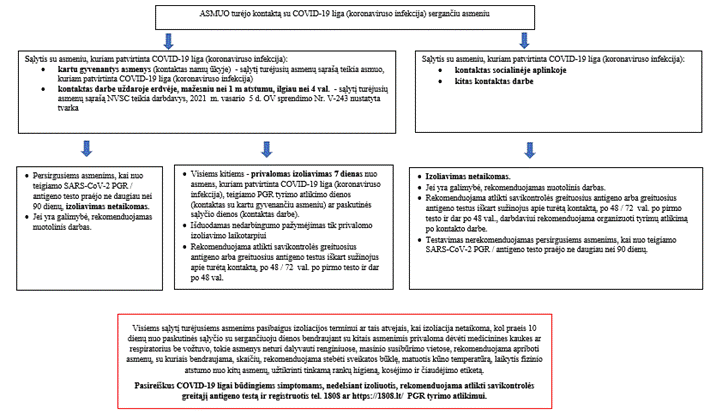 ASMUO turėjo kontaktą su COVID-19 liga (koronaviruso infekcija) sergančiu asmeniu
Sąlytis su asmeniu, kuriam patvirtinta COVID-19 liga (koronaviruso infekcija):
• kartu gyvenantys asmenys (kontaktas namų ūkyje) - sąlytį turėjusių asmenų sąrašą teikia asmuo,
kuriam patvirtinta COVID-19 liga (koronaviruso infekcija)
• kontaktas darbe uždaroje erdvėje, mažesniu nei 1 m atstumu, ilgiau nei 4 val. - sąlytį turėjusių
asmenų sąrašą NVSC teikia darbdavys, 2021 m. vasario 5 d. OV sprendimo Nr. V-243 nustatyta
tvarka
Sąlytis su asmeniu, kuriam patvirtinta COVID-19 liga (koronaviruso infekcija):
• kontaktas socialinėje aplinkoje
• kitas kontaktas darbe
• Persirgusiems asmenims, kai nuo
teigiamo SARS-CoV-2 PGR /
antigeno testo praėjo ne daugiau nei
90 dienų, izoliavimas netaikomas.
• Jei yra galimybė, rekomenduojamas
nuotolinis darbas.
• Visiems kitiems - privalomas izoliavimas 7 dienas nuo
asmens, kuriam patvirtinta COVID-19 liga (koronaviruso
infekcija), teigiamo PGR tyrimo atlikimo dienos
(kontaktas su kartu gyvenančiu asmeniu) ar paskutinės
sąlyčio dienos (kontaktas darbe).
• Išduodamas nedarbingumo pažymėjimas tik privalomo
izoliavimo laikotarpiui
• Rekomenduojama atlikti savikontrolės greituosius
antigeno arba greituosius antigeno testus iškart sužinojus
apie turėtą kontaktą, po 48 / 72 val. po pirmo testo ir dar
po 48 val.
• Izoliavimas netaikomas.
• Jei yra galimybė, rekomenduojamas nuotolinis darbas.
• Rekomenduojama atlikti savikontrolės greituosius antigeno arba greituosius
antigeno testus iškart sužinojus apie turėtą kontaktą, po 48 / 72 val. po pirmo
testo ir dar po 48 val., darbdaviui rekomenduojama organizuoti tyrimų atlikimą
po kontakto darbe.
• Testavimas nerekomenduojamas persirgusiems asmenims, kai nuo teigiamo
SARS-CoV-2 PGR / antigeno testo praėjo ne daugiau nei 90 dienų.
Visiems sąlytį turėjusiems asmenims pasibaigus izoliacijos terminui ar tais atvejais, kai izoliacija netaikoma, kol praeis 10
dienų nuo paskutinės sąlyčio su sergančiuoju dienos bendraujant su kitais asmenimis privaloma dėvėti medicinines kaukes ar
respiratorius be vožtuvo, tokie asmenys neturi dalyvauti renginiuose, masinio susibūrimo vietose, rekomenduojama apriboti
asmenų, su kuriais bendraujama, skaičių, rekomenduojama stebėti sveikatos būklę, matuotis kūno temperatūrą, laikytis fizinio
atstumo nuo kitų asmenų, užtikrinti tinkamą rankų higieną, kosėjimo ir čiaudėjimo etiketą.
Pasireiškus COVID-19 ligai būdingiems simptomams, nedelsiant izoliuotis, rekomenduojama atlikti savikontrolės
greitąjį antigeno testą ir registruotis tel. 1808 ar https://1808.lt/ PGR tyrimo atlikimui.